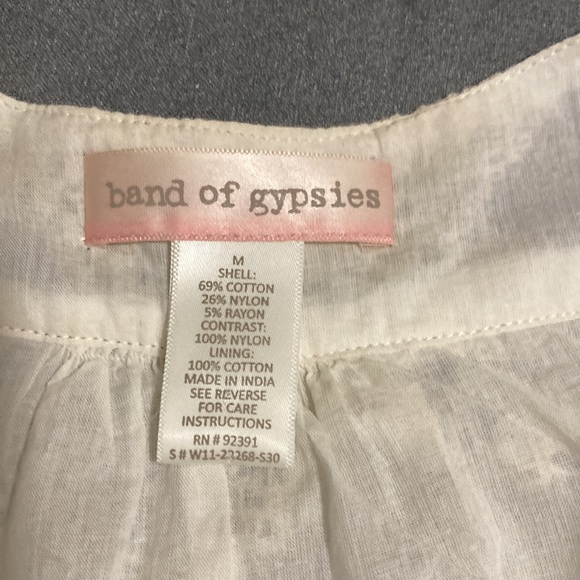 band of gypsies
M
SHELL:
69% COTTON
26% NYLON
5% RAYON
CONTRAST:
100% NYLON
LINING:
100% COTTON
MADE IN INDIA
SEE REVERSE
FOR CARE
INSTRUCTIONS
RN # 92391
S # W11-23268-S30